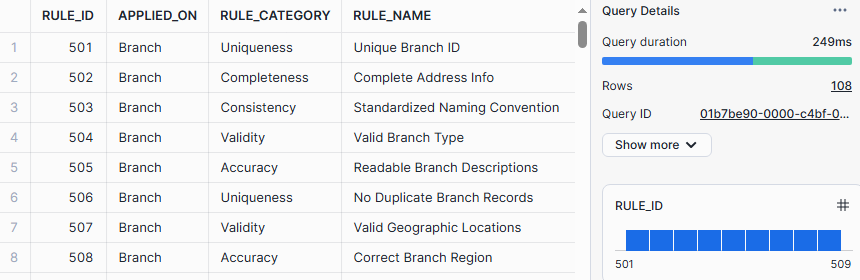 RULE_ID APPLIED_ON RULE_CATEGORY RULE_NAME
1 501 Branch Uniqueness Unique Branch ID
2 502 Branch Completeness Complete Address Info
3 503 Branch Consistency Standardized Naming Convention
4 504 Branch Validity Valid Branch Type
5 505 Branch Accuracy Readable Branch Descriptions
6 506 Branch Uniqueness No Duplicate Branch Records
7 507 Branch Validity Valid Geographic Locations
8 508 Branch Accuracy Correct Branch Region
Query Details ...
Query duration 249ms
Rows 108
Query ID 01b7be90-0000-c4bf-0...
Show more
RULE_ID #
501 509